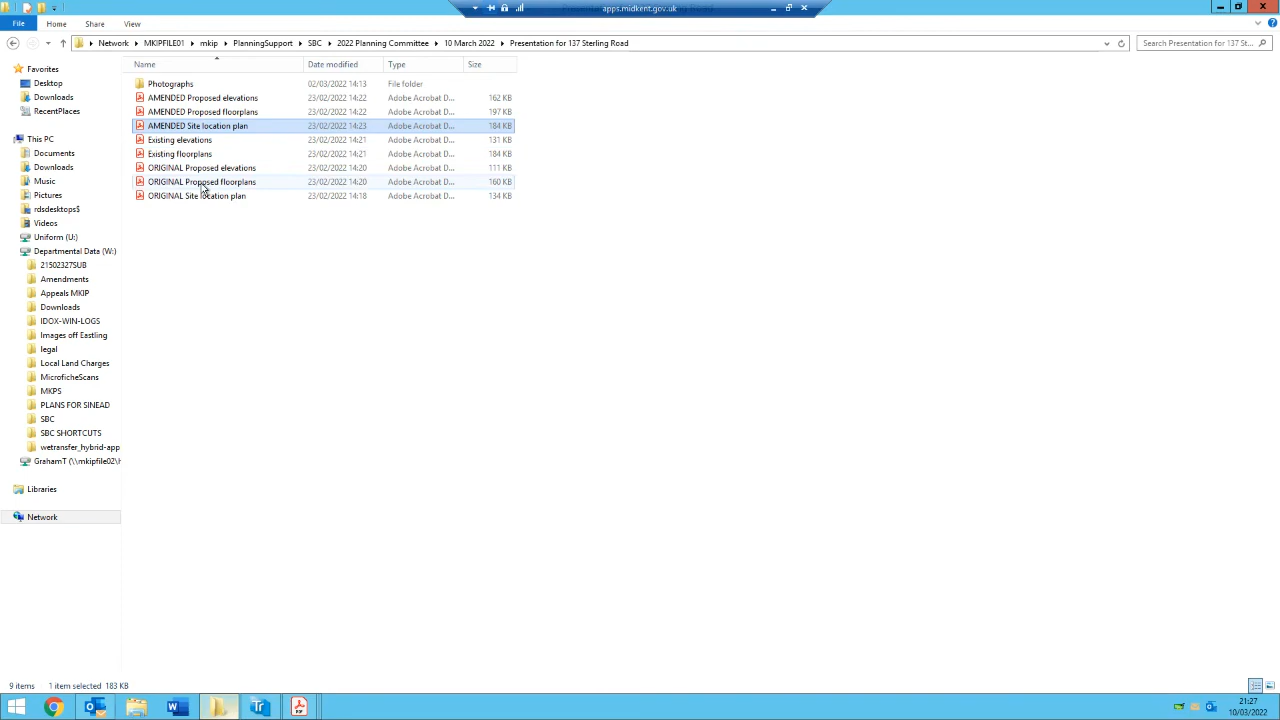 apps.midkent.gov.uk
File Home Share View
Network MKIPFILE01 mkip PlanningSupport SBC 2022 Planning Committee 10 March 2022 Presentation for 137 Sterling Road
Search Presentation for 137 St...
Name Date modified Type Size
Photographs 02/03/2022 14:13 File folder
AMENDED Proposed elevations 23/02/2022 14:22 Adobe Acrobat D... 162 KB
AMENDED Proposed floorplans 23/02/2022 14:22 Adobe Acrobat D... 197 KB
AMENDED Site location plan 23/02/2022 14:23 Adobe Acrobat D... 184 KB
Existing elevations 23/02/2022 14:21 Adobe Acrobat D... 131 KB
Existing floorplans 23/02/2022 14:21 Adobe Acrobat D... 184 KB
ORIGINAL Proposed elevations 23/02/2022 14:20 Adobe Acrobat D... 111 KB
ORIGINAL Proposed floorplans 23/02/2022 14:20 Adobe Acrobat D... 160 KB
ORIGINAL Site location plan 23/02/2022 14:18 Adobe Acrobat D... 134 KB
Favorites
Desktop
Downloads
RecentPlaces
This PC
Documents
Downloads
Music
Pictures
rdsdesktops$
Videos
Uniform (U:)
Departmental Data (W:)
21502327SUB
Amendments
Appeals MKIP
Downloads
IDOX-WIN-LOGS
Images off Eastling
legal
Local Land Charges
MicroficheScans
MKPS
PLANS FOR SINEAD
SBC
SBC SHORTCUTS
wetransfer_hybrid-app
GrahamT (\\mkipfile02\H
Libraries
Network
9 items 1 item selected 183 KB
21:27
10/03/2022